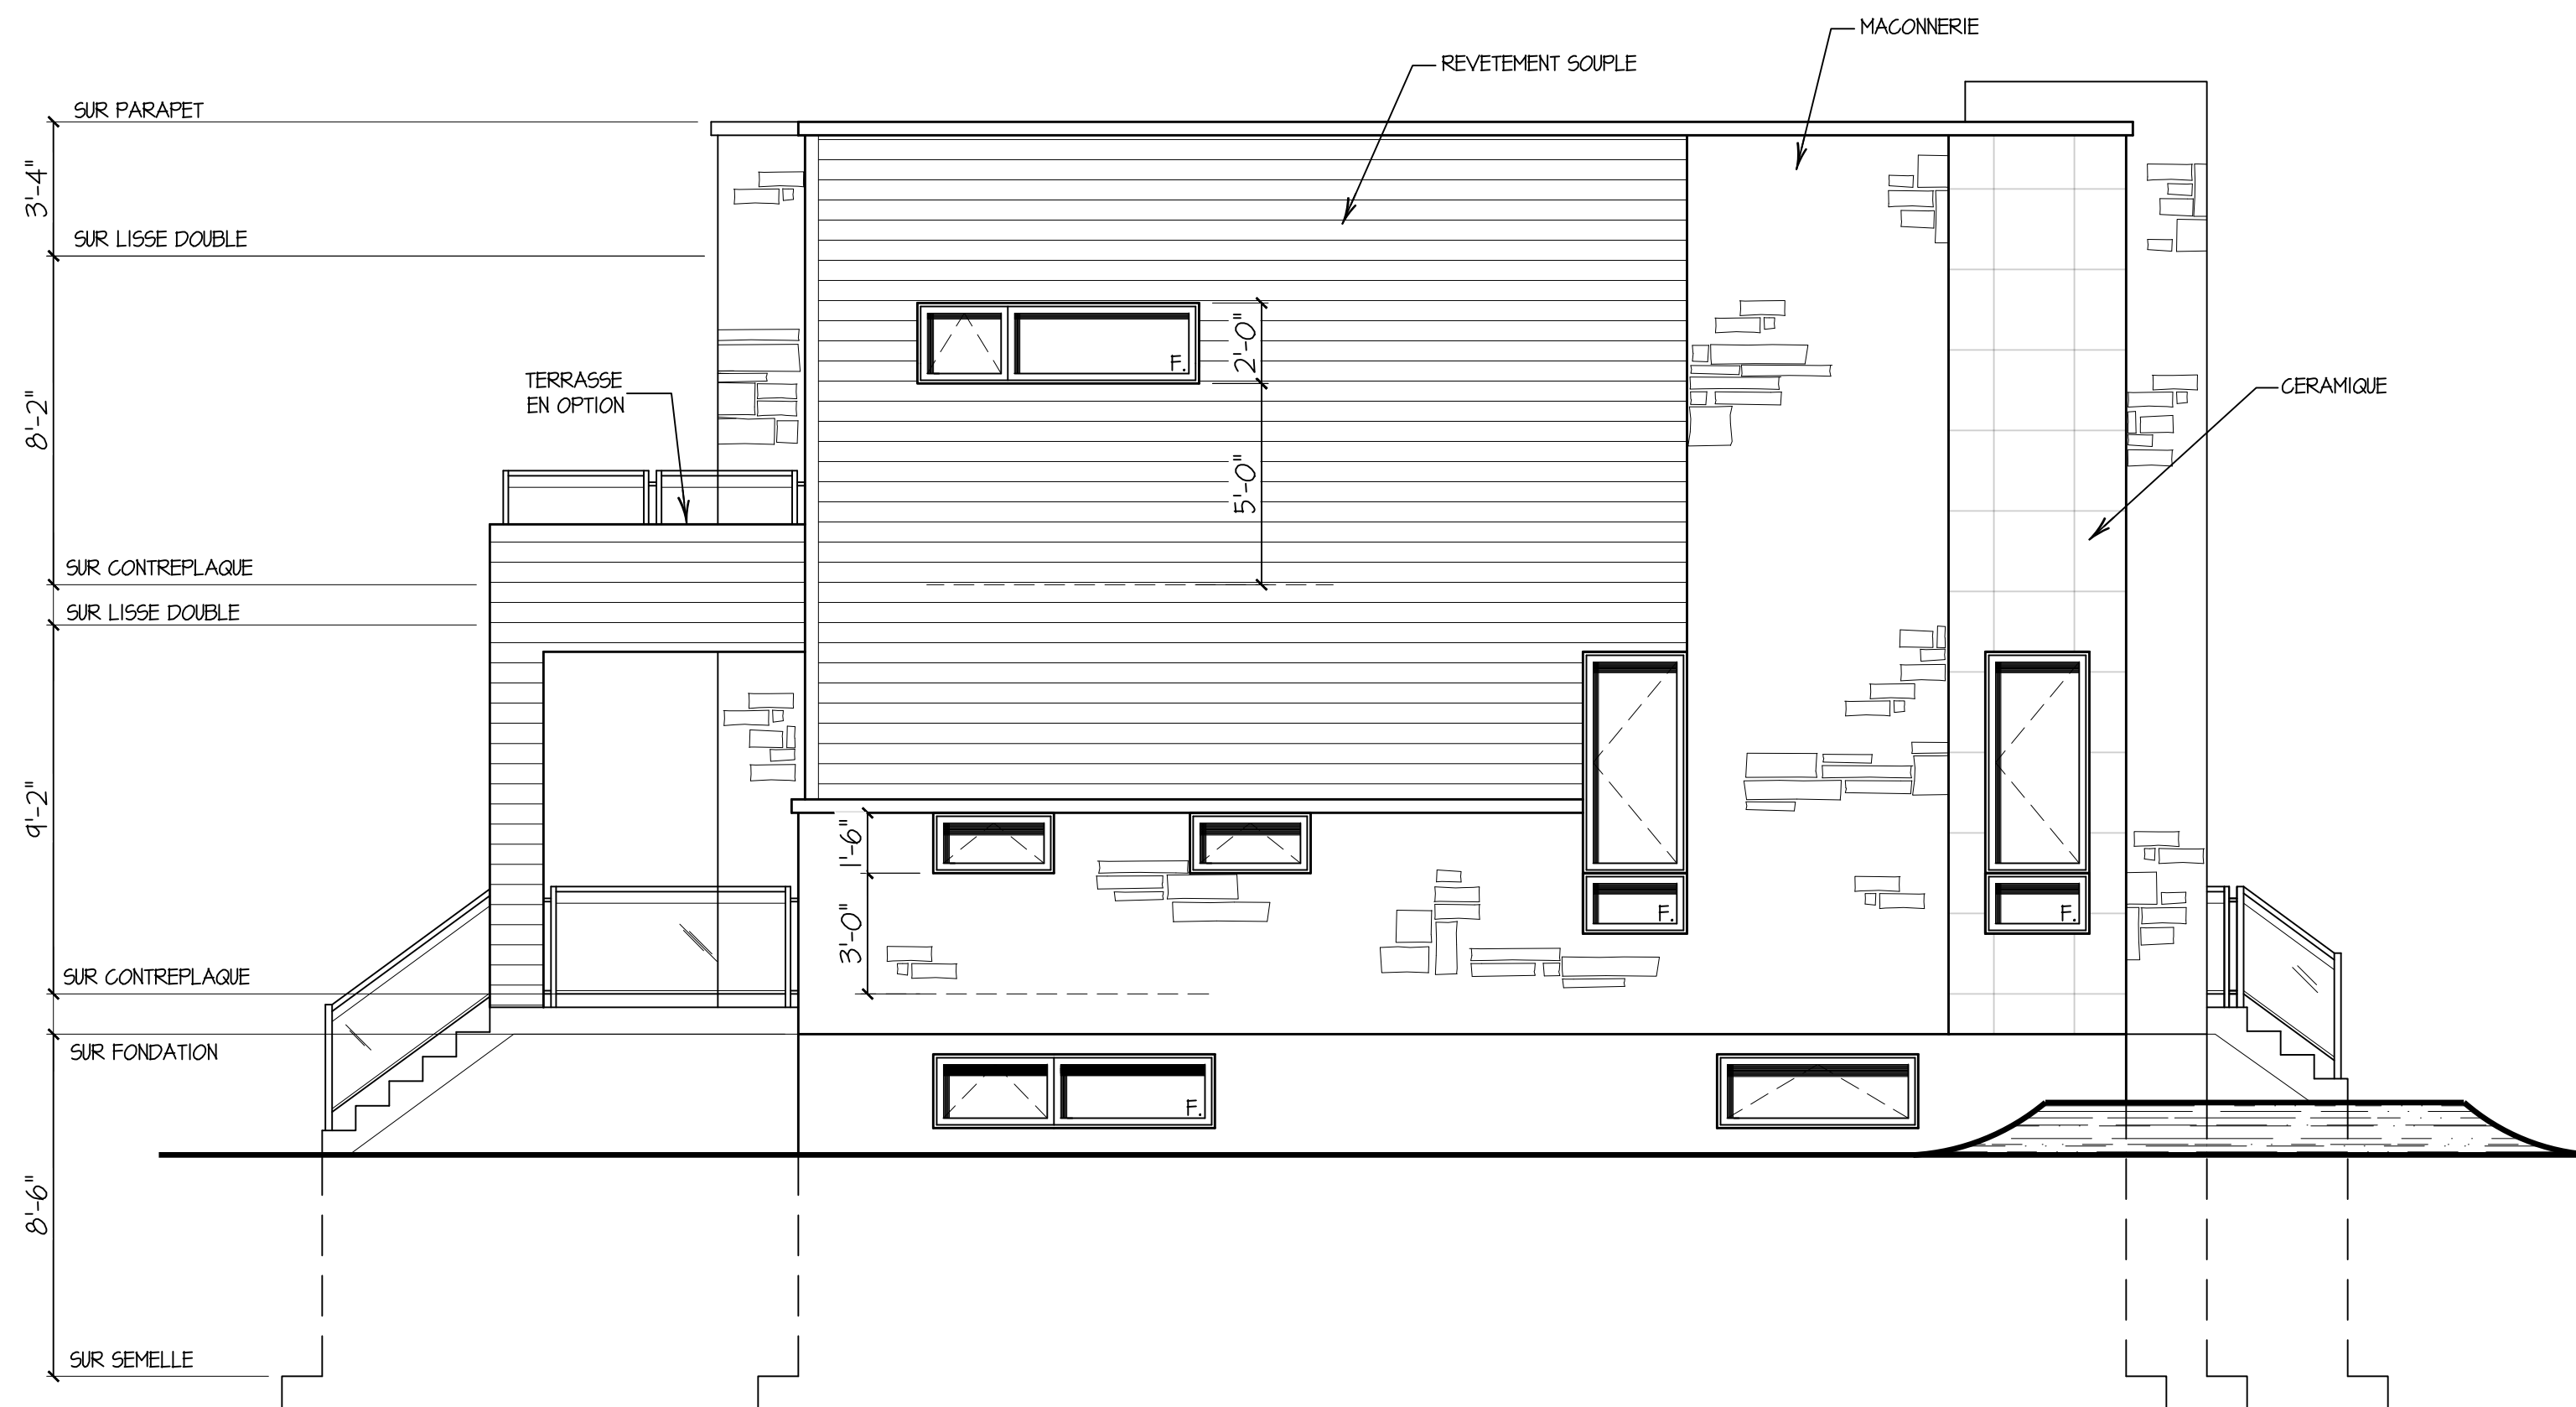 MACONNERIE
REVETEMENT SOUPLE
SUR PARAPET
3'-4"
SUR LISSE DOUBLE
2'-0"
F.
TERRASSE
EN OPTION
CERAMIQUE
8'-2"
5'-0"
SUR CONTREPLAQUE
SUR LISSE DOUBLE
9'-2"
1'-6"
3'-0"
F.
F.
SUR CONTREPLAQUE
SUR FONDATION
F.
8'-6"
SUR SEMELLE